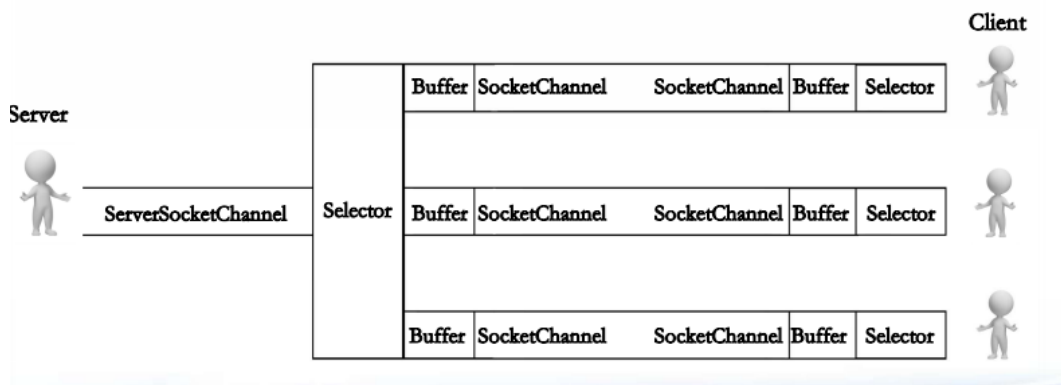 Client
Buffer SocketChannel SocketChannel Buffer Selector
Server
ServerSocketChannel Selector Buffer SocketChannel SocketChannel Buffer Selector
Buffer SocketChannel SocketChannel Buffer Selector